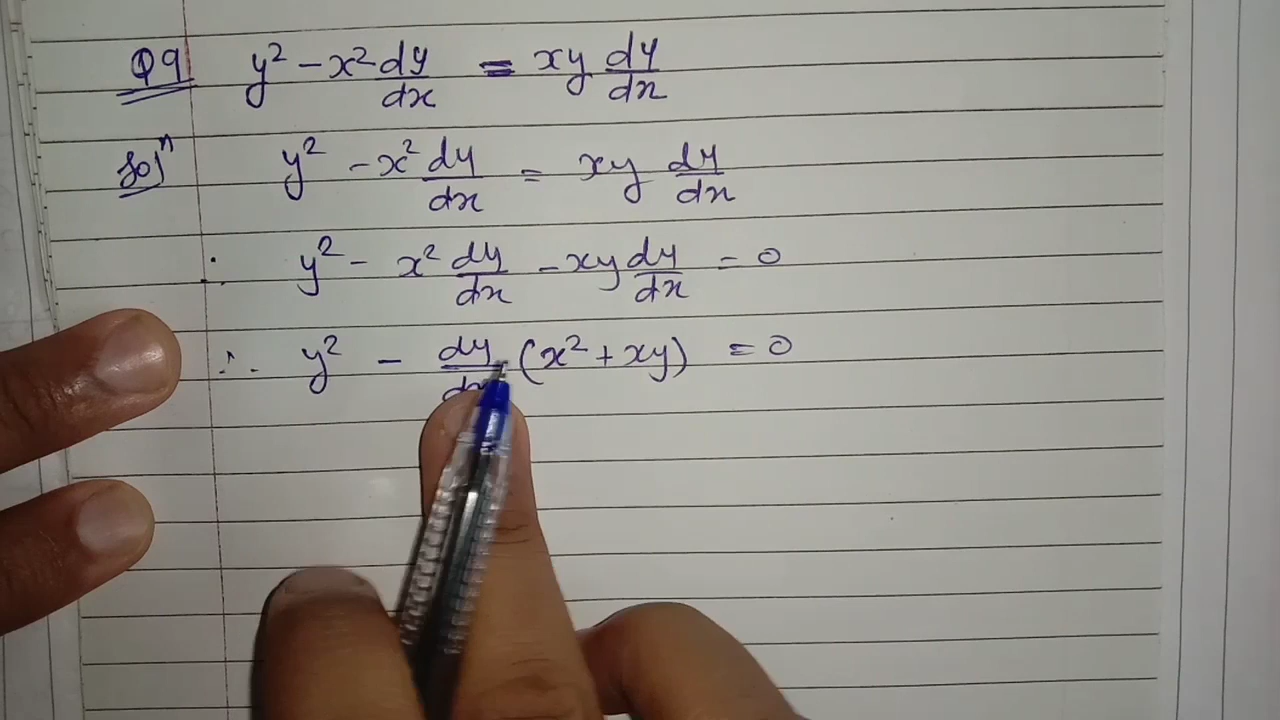 Q9 y² - x² dy/dx = xy dy/dx
Solⁿ y² - x² dy/dx = xy dy/dx
∴ y² - x² dy/dx - xy dy/dx = 0
∴ y² - dy/dx (x² + xy) = 0